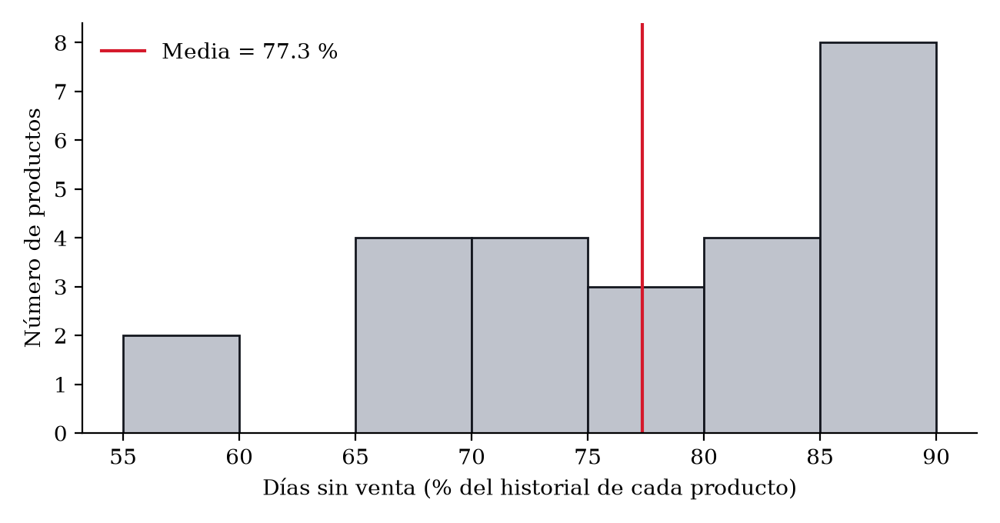 Media = 77.3 %
Número de productos
8
7
6
5
4
3
2
1
0
55 60 65 70 75 80 85 90
Días sin venta (% del historial de cada producto)